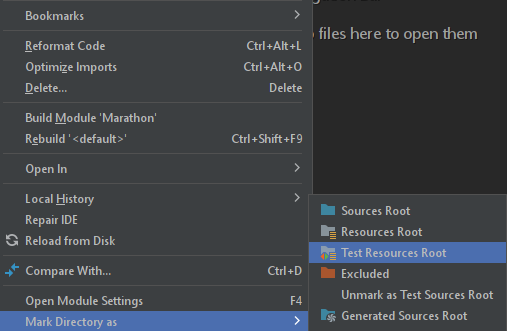 Bookmarks
Reformat Code Ctrl+Alt+L
files here to open them
Optimize Imports Ctrl+Alt+O
Delete... Delete
Build Module 'Marathon'
Rebuild '<default>' Ctrl+Shift+F9
Open In
Local History
Repair IDE
Reload from Disk
Compare With... Ctrl+D
Open Module Settings F4
Mark Directory as
Sources Root
Resources Root
Test Resources Root
Excluded
Unmark as Test Sources Root
Generated Sources Root